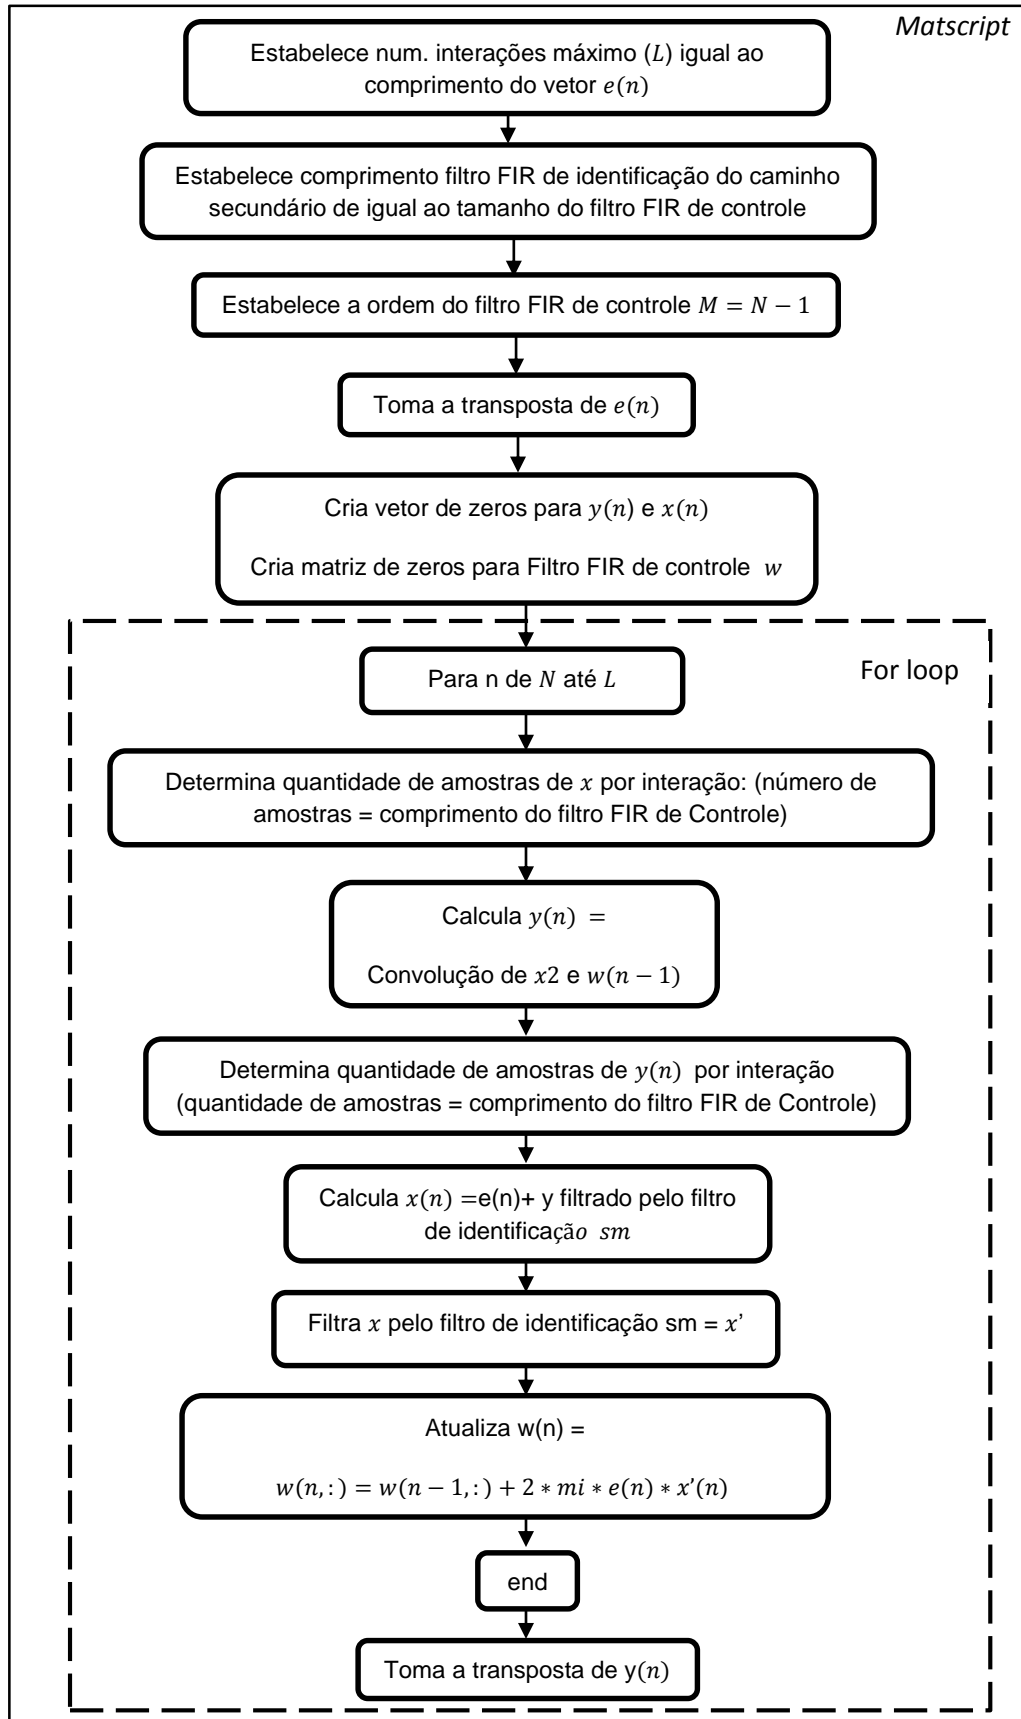 Matscript
Estabelece num. interações máximo (L) igual ao
comprimento do vetor e(n)
Estabelece comprimento filtro FIR de identificação do caminho
secundário de igual ao tamanho do filtro FIR de controle
Estabelece a ordem do filtro FIR de controle M = N − 1
Toma a transposta de e(n)
Cria vetor de zeros para y(n) e x(n)
Cria matriz de zeros para Filtro FIR de controle w
For loop
Para n de N até L
Determina quantidade de amostras de x por interação: (número de
amostras = comprimento do filtro FIR de Controle)
Calcula y(n) =
Convolução de x2 e w(n − 1)
Determina quantidade de amostras de y(n) por interação
(quantidade de amostras = comprimento do filtro FIR de Controle)
Calcula x(n) =e(n)+ y filtrado pelo filtro
de identificação sm
Filtra x pelo filtro de identificação sm = x’
Atualiza w(n) =
w(n, : ) = w(n − 1, : ) + 2 ∗ mi ∗ e(n) ∗ x’(n)
end
Toma a transposta de y(n)